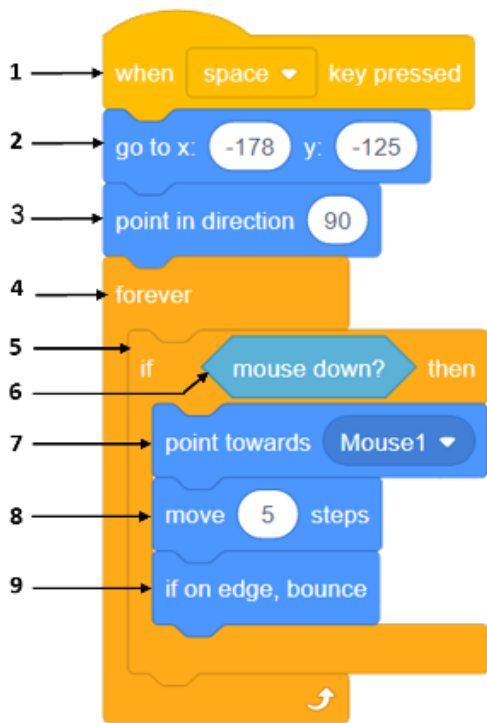 1 when space key pressed
2 go to x: -178 y: -125
3 point in direction 90
4 forever
5 if mouse down? then
6
7 point towards Mouse1
8 move 5 steps
9 if on edge, bounce